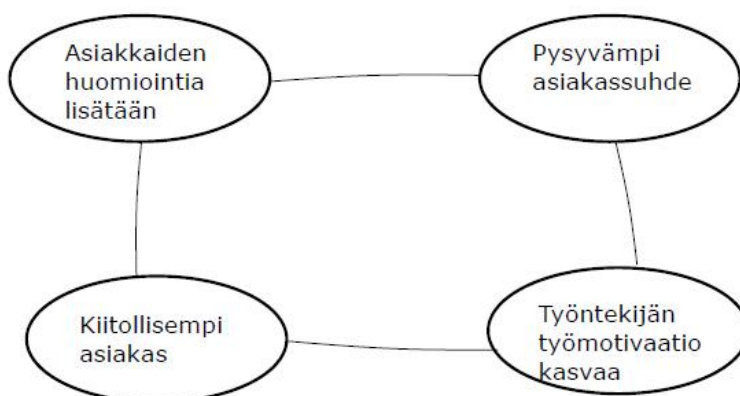 Asiakkaiden
huomiointia
lisätään
Pysyvämpi
asiakassuhde
Kiitollisempi
asiakas
Työntekijän
työmotivaatio
kasvaa